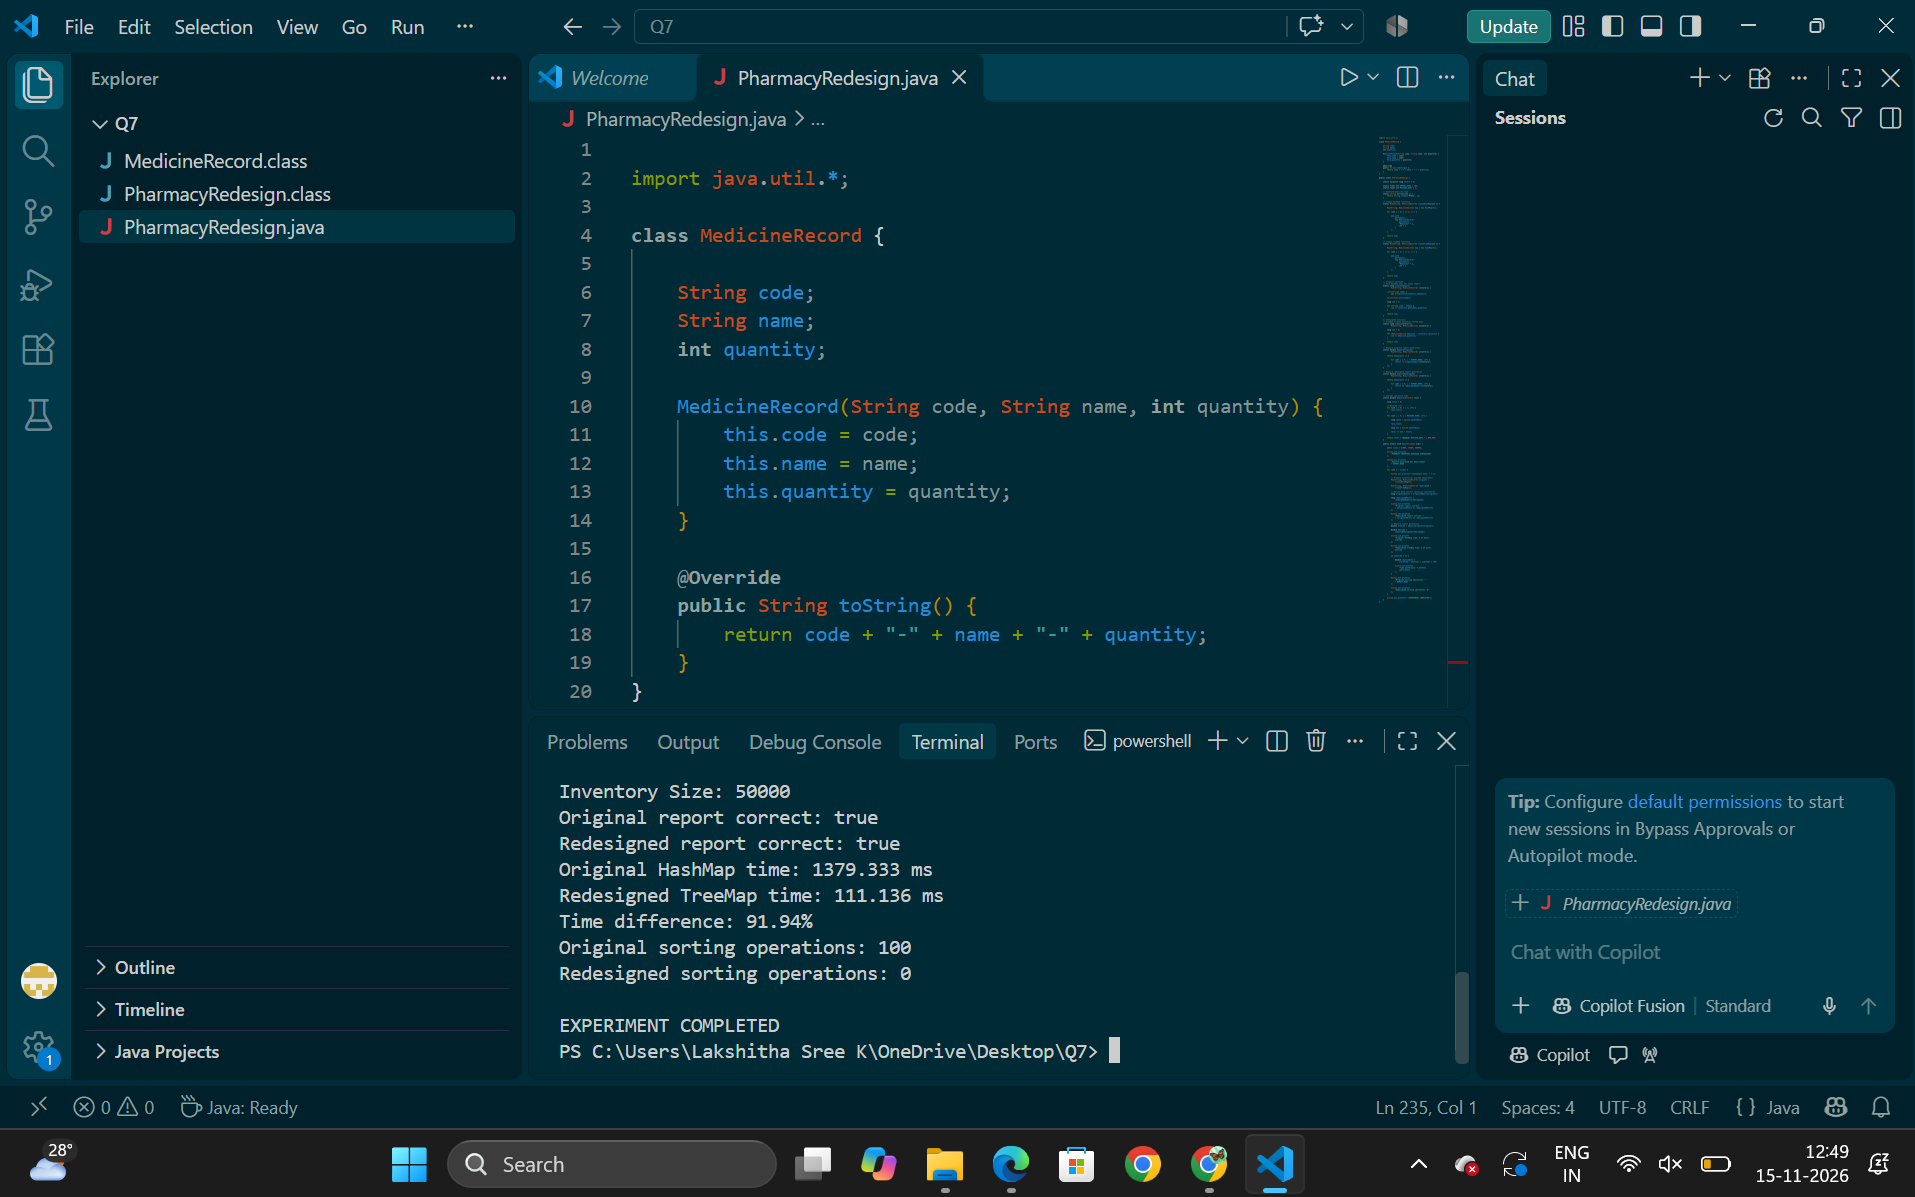 File Edit Selection View Go Run ···
Q7
Update
Explorer
Q7
MedicineRecord.class
PharmacyRedesign.class
PharmacyRedesign.java
Outline
Timeline
Java Projects
1
Welcome
PharmacyRedesign.java
PharmacyRedesign.java > ...
1
2 import java.util.*;
3
4 class MedicineRecord {
5
6 String code;
7 String name;
8 int quantity;
9
10 MedicineRecord(String code, String name, int quantity) {
11 this.code = code;
12 this.name = name;
13 this.quantity = quantity;
14 }
15
16 @Override
17 public String toString() {
18 return code + "-" + name + "-" + quantity;
19 }
20 }
Problems Output Debug Console Terminal Ports powershell
Inventory Size: 50000
Original report correct: true
Redesigned report correct: true
Original HashMap time: 1379.333 ms
Redesigned TreeMap time: 111.136 ms
Time difference: 91.94%
Original sorting operations: 100
Redesigned sorting operations: 0
EXPERIMENT COMPLETED
PS C:\Users\Lakshitha Sree K\OneDrive\Desktop\Q7>
Chat
Sessions
Tip: Configure default permissions to start
new sessions in Bypass Approvals or
Autopilot mode.
PharmacyRedesign.java
Chat with Copilot
Copilot Fusion | Standard
Copilot
0 0 Java: Ready
Ln 235, Col 1 Spaces: 4 UTF-8 CRLF {} Java
28°
Search
ENG
IN
12:49
15-11-2026